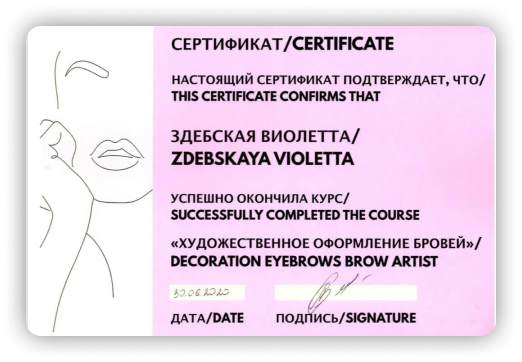 СЕРТИФИКАТ/CERTIFICATE
НАСТОЯЩИЙ СЕРТИФИКАТ ПОДТВЕРЖДАЕТ, ЧТО/
THIS CERTIFICATE CONFIRMS THAT
ЗДЕБСКАЯ ВИОЛЕТТА/
ZDEBSKAYA VIOLETTA
УСПЕШНО ОКОНЧИЛА КУРС/
SUCCESSFULLY COMPLETED THE COURSE
«ХУДОЖЕСТВЕННОЕ ОФОРМЛЕНИЕ БРОВЕЙ»/
DECORATION EYEBROWS BROW ARTIST
30.06.2020
ДАТА/DATE ПОДПИСЬ/SIGNATURE